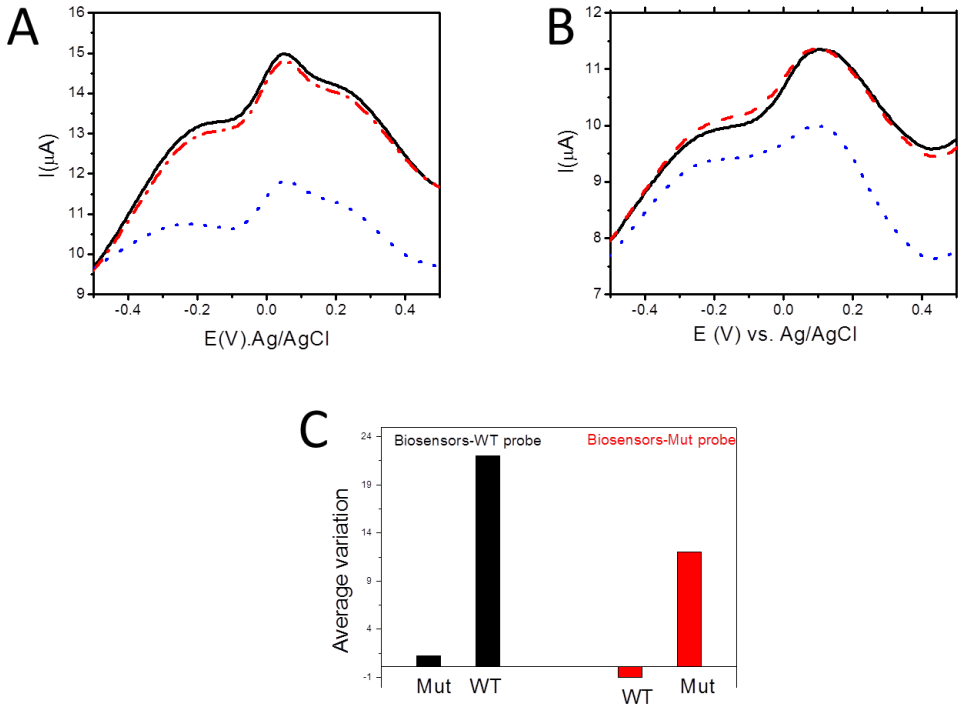 A
15
14
13
12
11
10
9
I(µA)
-0.4
-0.2
0.0
0.2
0.4
E(V).Ag/AgCl
B
12
11
10
9
8
7
I(µA)
-0.4
-0.2
0.0
0.2
0.4
E (V) vs. Ag/AgCl
C
Biosensors-WT probe
Biosensors-Mut probe
24
19
14
9
4
-1
Average variation
Mut
WT
WT
Mut